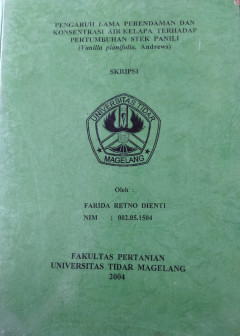 PENGARUH LAMA PERENDAMAN DAN
KONSENTRASI AIR KELAPA TERHADAP
PERTUMBUHAN STEK PANILI
(Vanilla planifolia, Andrews)
SKRIPSI
UNIVERSITAS TIDAR
MAGELANG
Oleh :
FARIDA RETNO DIENTI
NIM : 002.05.1504
FAKULTAS PERTANIAN
UNIVERSITAS TIDAR MAGELANG
2004